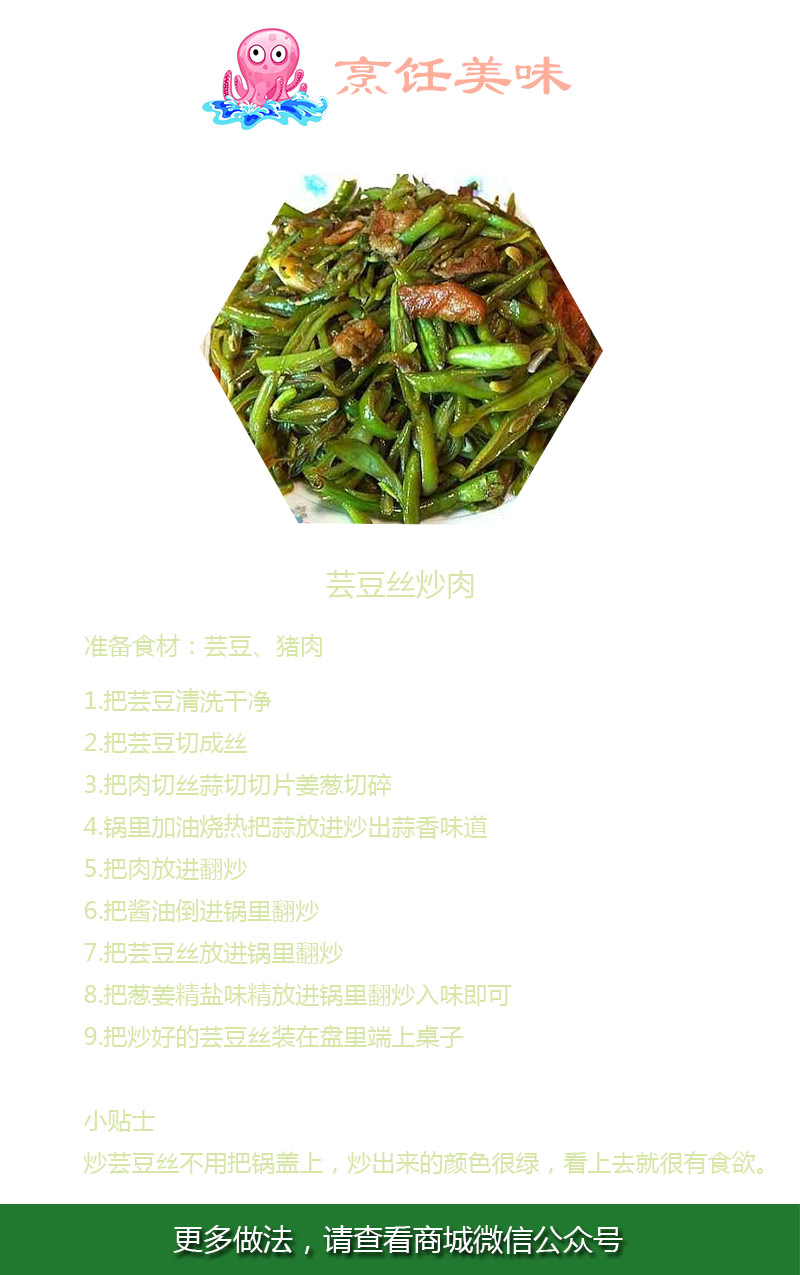 烹饪美味
芸豆丝炒肉
准备食材：芸豆、猪肉
1.把芸豆清洗干净
2.把芸豆切成丝
3.把肉切丝蒜切切片姜葱切碎
4.锅里加油烧热把蒜放进炒出蒜香味道
5.把肉放进翻炒
6.把酱油倒进锅里翻炒
7.把芸豆丝放进锅里翻炒
8.把葱姜精盐味精放进锅里翻炒入味即可
9.把炒好的芸豆丝装在盘里端上桌子
小贴士
炒芸豆丝不用把锅盖上，炒出来的颜色很绿，看上去就很有食欲。
更多做法，请查看商城微信公众号